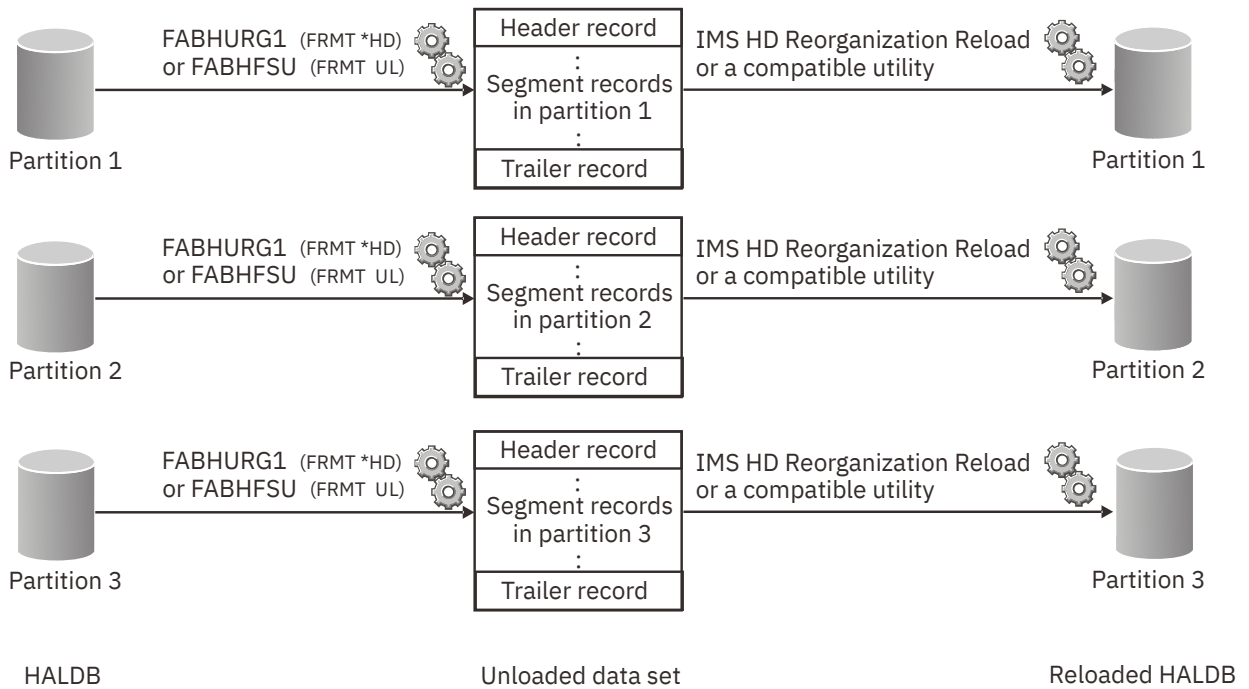 FABHURG1 (FRMT *HD)
or FABHFSU (FRMT UL)
Header record
:
Segment records
in partition 1
:
Trailer record
IMS HD Reorganization Reload
or a compatible utility
Partition 1
Partition 1
FABHURG1 (FRMT *HD)
or FABHFSU (FRMT UL)
Header record
:
Segment records
in partition 2
:
Trailer record
IMS HD Reorganization Reload
or a compatible utility
Partition 2
Partition 2
FABHURG1 (FRMT *HD)
or FABHFSU (FRMT UL)
Header record
:
Segment records
in partition 3
:
Trailer record
IMS HD Reorganization Reload
or a compatible utility
Partition 3
Partition 3
HALDB
Unloaded data set
Reloaded HALDB